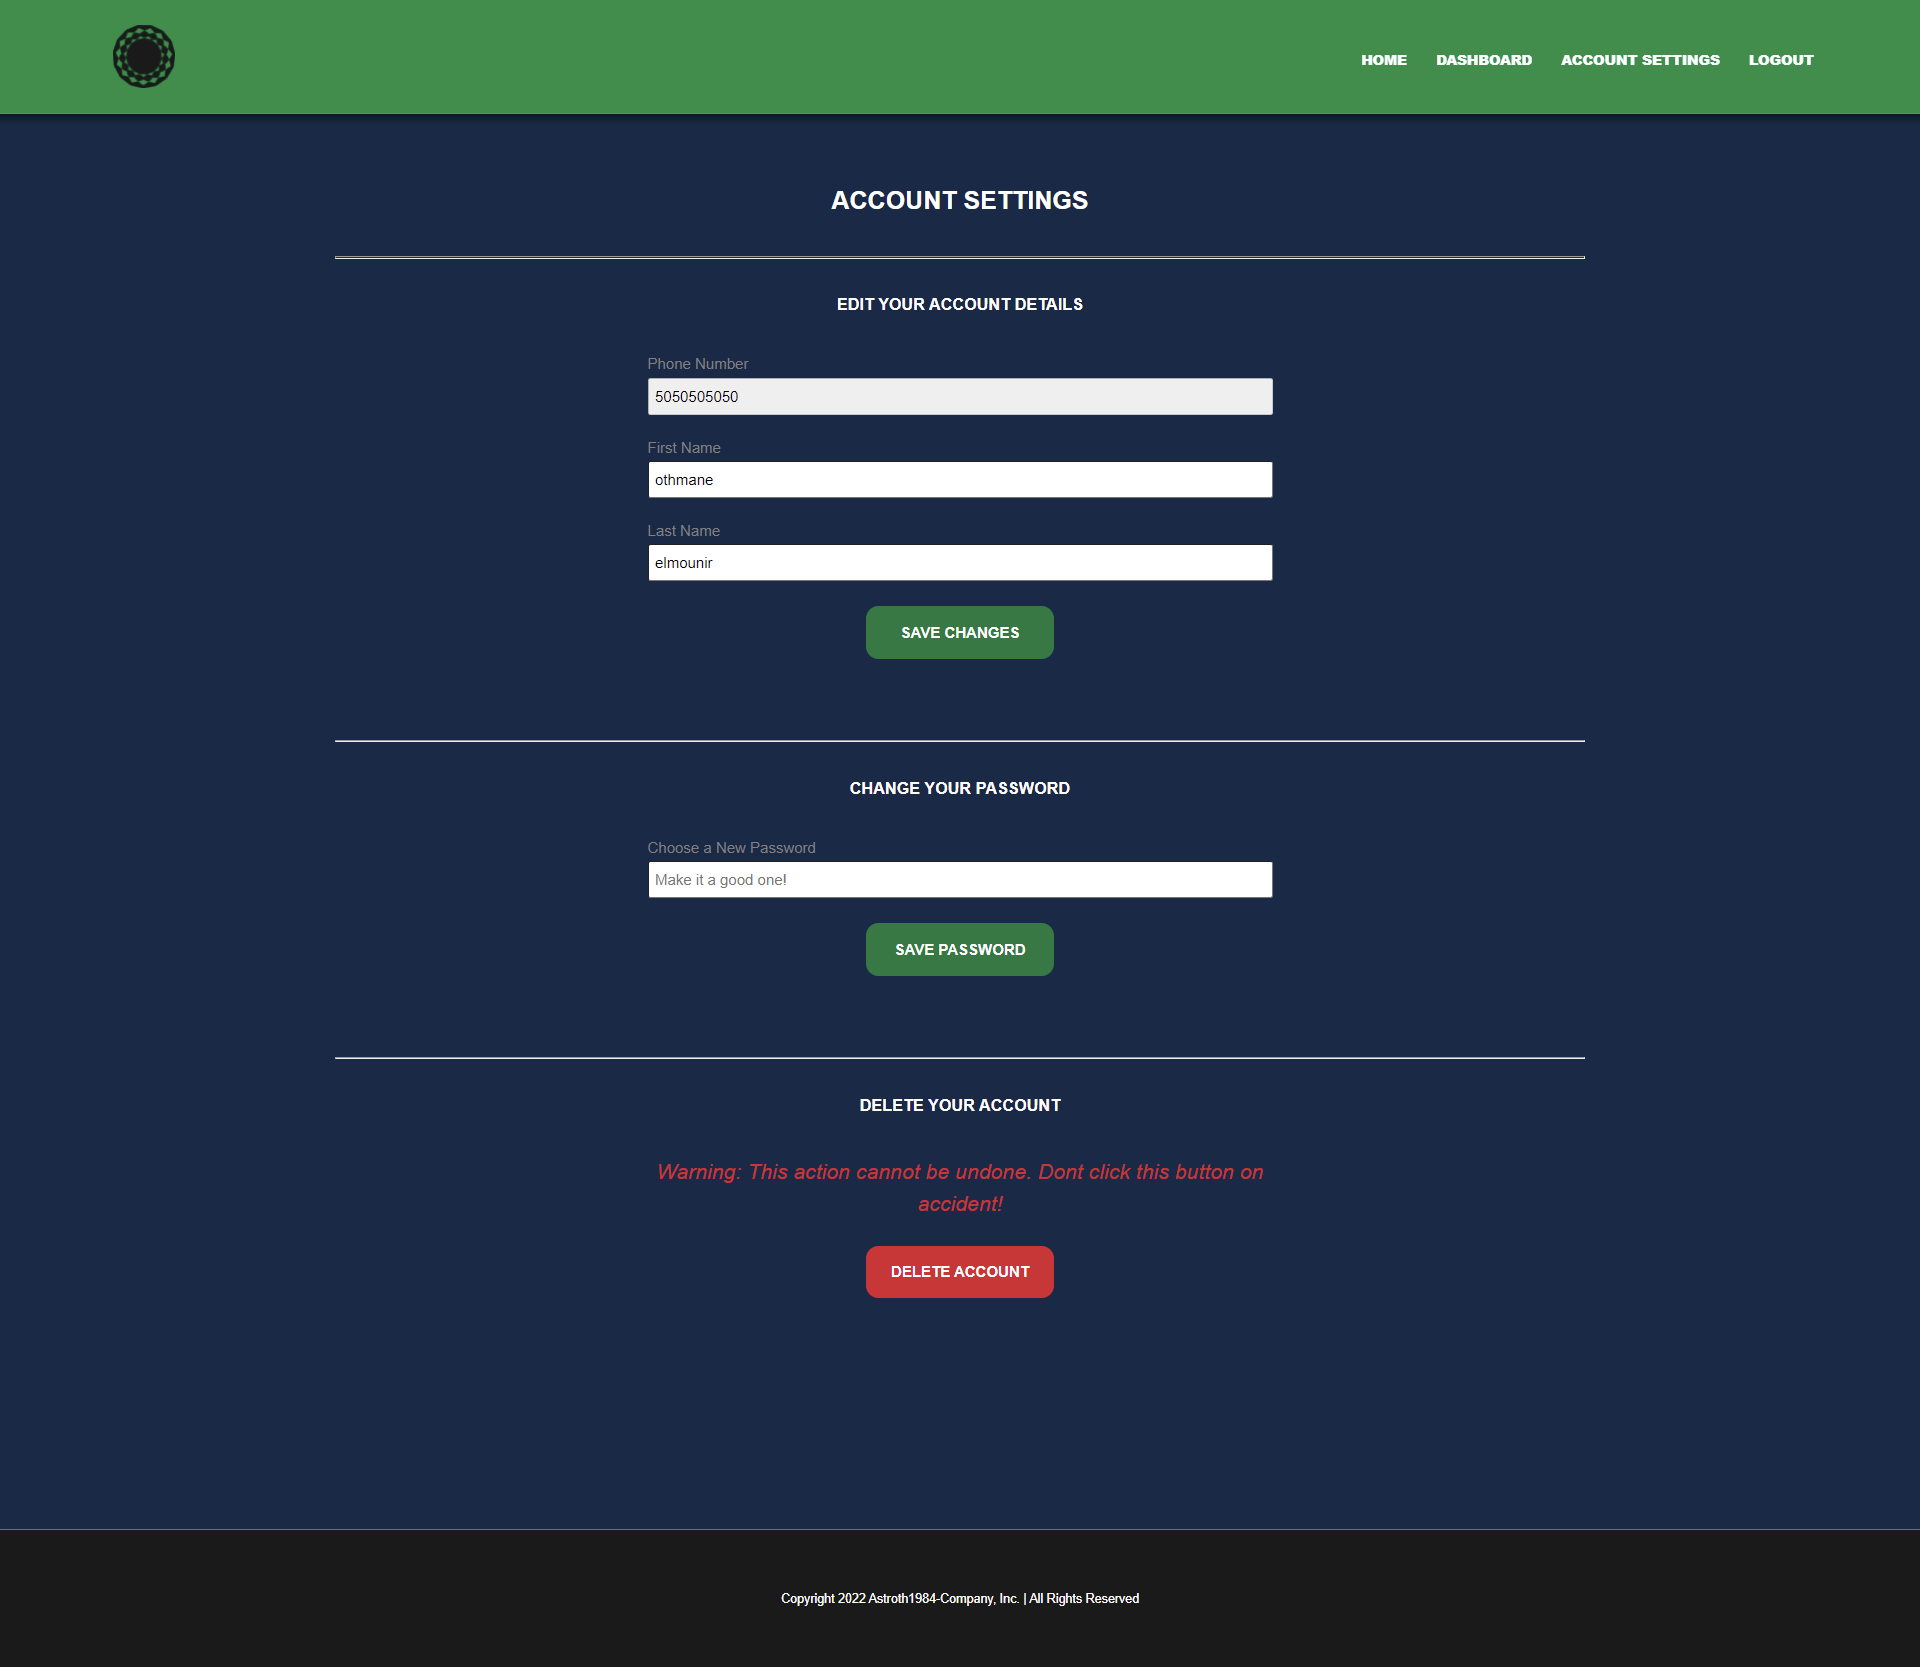 HOME DASHBOARD ACCOUNT SETTINGS LOGOUT
ACCOUNT SETTINGS
EDIT YOUR ACCOUNT DETAILS
Phone Number
5050505050
First Name
othmane
Last Name
elmounir
SAVE CHANGES
CHANGE YOUR PASSWORD
Choose a New Password
Make it a good one!
SAVE PASSWORD
DELETE YOUR ACCOUNT
Warning: This action cannot be undone. Dont click this button on
accident!
DELETE ACCOUNT
Copyright 2022 Astroth1984-Company, Inc. | All Rights Reserved